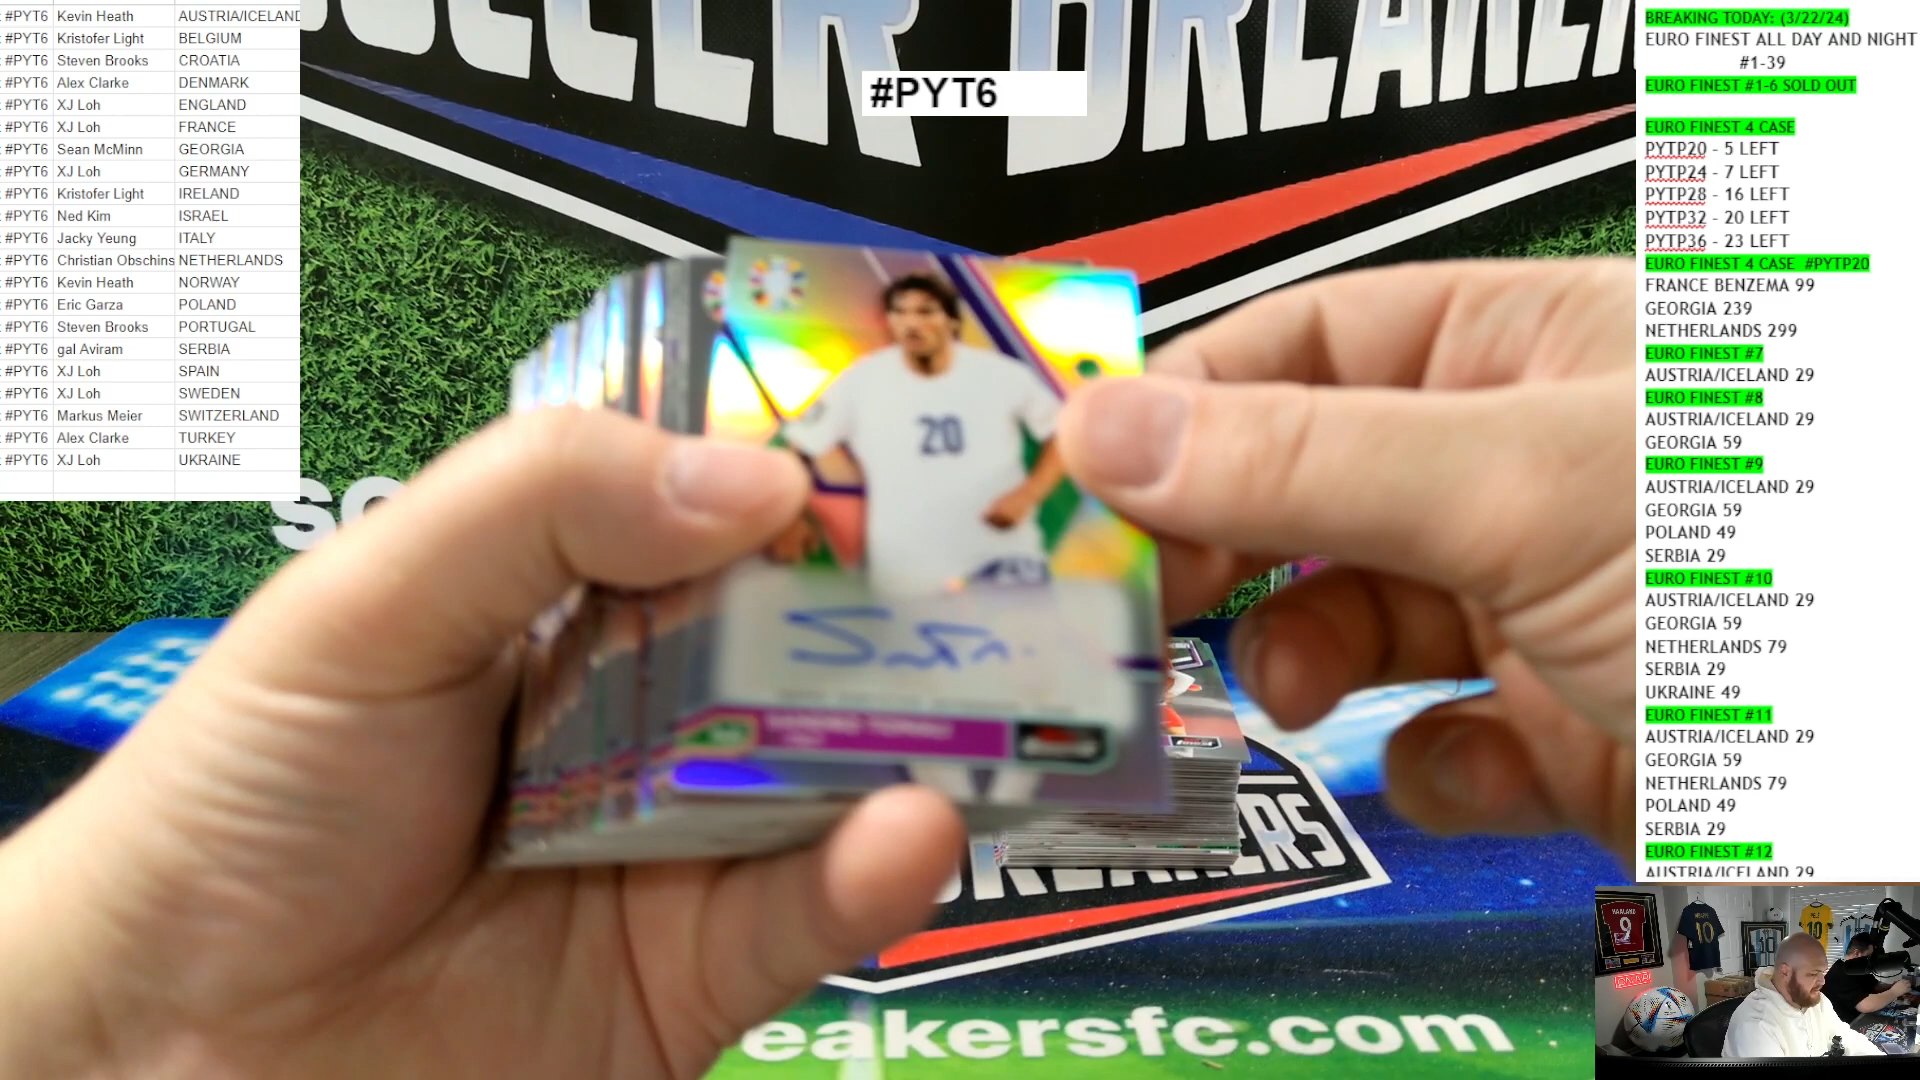 #PYT6 Kevin Heath AUSTRIA/ICELAND
#PYT6 Kristofer Light BELGIUM
#PYT6 Steven Brooks CROATIA
#PYT6 Alex Clarke DENMARK
#PYT6 XJ Loh ENGLAND
#PYT6 XJ Loh FRANCE
#PYT6 Sean McMinn GEORGIA
#PYT6 XJ Loh GERMANY
#PYT6 Kristofer Light IRELAND
#PYT6 Ned Kim ISRAEL
#PYT6 Jacky Yeung ITALY
#PYT6 Christian Obschins NETHERLANDS
#PYT6 Kevin Heath NORWAY
#PYT6 Eric Garza POLAND
#PYT6 Steven Brooks PORTUGAL
#PYT6 gal Aviram SERBIA
#PYT6 XJ Loh SPAIN
#PYT6 XJ Loh SWEDEN
#PYT6 Markus Meier SWITZERLAND
#PYT6 Alex Clarke TURKEY
#PYT6 XJ Loh UKRAINE
SOCCER BREAKERS
#PYT6
20
eakersfc.com
BREAKING TODAY: (3/22/24)
EURO FINEST ALL DAY AND NIGHT
#1-39
EURO FINEST #1-6 SOLD OUT
EURO FINEST 4 CASE
PYTP20 - 5 LEFT
PYTP24 - 7 LEFT
PYTP28 - 16 LEFT
PYTP32 - 20 LEFT
PYTP36 - 23 LEFT
EURO FINEST 4 CASE #PYTP20
FRANCE BENZEMA 99
GEORGIA 239
NETHERLANDS 299
EURO FINEST #7
AUSTRIA/ICELAND 29
EURO FINEST #8
AUSTRIA/ICELAND 29
GEORGIA 59
EURO FINEST #9
AUSTRIA/ICELAND 29
GEORGIA 59
POLAND 49
SERBIA 29
EURO FINEST #10
AUSTRIA/ICELAND 29
GEORGIA 59
NETHERLANDS 79
SERBIA 29
UKRAINE 49
EURO FINEST #11
AUSTRIA/ICELAND 29
GEORGIA 59
NETHERLANDS 79
POLAND 49
SERBIA 29
EURO FINEST #12
AUSTRIA/ICELAND 29
HAALAND
9
10
10